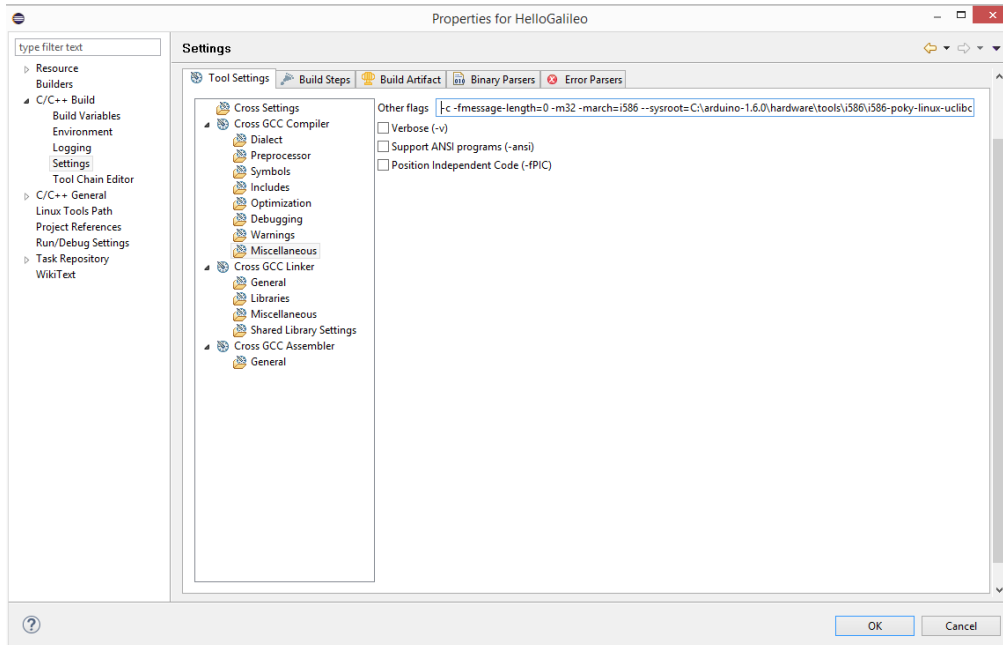 Properties for HelloGalileo
type filter text
Resource
Builders
C/C++ Build
Build Variables
Environment
Logging
Settings
Tool Chain Editor
C/C++ General
Linux Tools Path
Project References
Run/Debug Settings
Task Repository
WikiText
Settings
Tool Settings Build Steps Build Artifact Binary Parsers Error Parsers
Cross Settings
Cross GCC Compiler
Dialect
Preprocessor
Symbols
Includes
Optimization
Debugging
Warnings
Miscellaneous
Cross GCC Linker
General
Libraries
Miscellaneous
Shared Library Settings
Cross GCC Assembler
General
Other flags -c -fmessage-length=0 -m32 -march=i586 --sysroot=C:\arduino-1.6.0\hardware\tools\i586\i586-poky-linux-uclibc
Verbose (-v)
Support ANSI programs (-ansi)
Position Independent Code (-fPIC)
OK Cancel